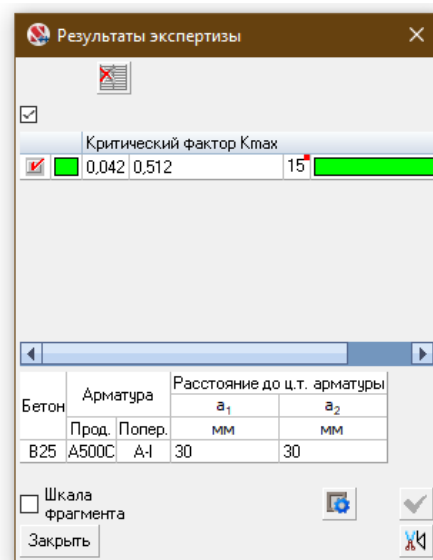 Результаты экспертизы
Критический фактор Kmax
0,042 0,512 15
Бетон Арматура Расстояние до ц.т. арматуры
a₁ a₂
Прод. Попер. мм мм
B25 A500C A-I 30 30
Шкала
фрагмента
Закрыть